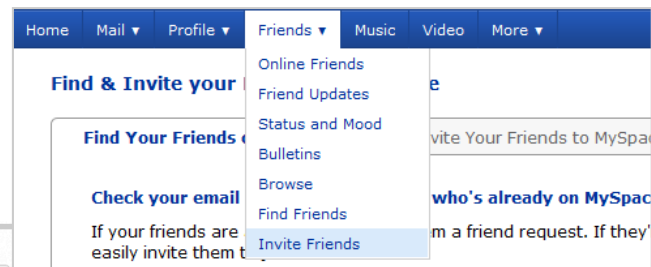 Home Mail ▾ Profile ▾ Friends ▾ Music Video More ▾
Online Friends
Find & Invite your
Friend Updates
Status and Mood
Find Your Friends
vite Your Friends to MySpa
Bulletins
Browse
Check your email who's already on MySpac
Find Friends
If your friends are m a friend request. If they'
Invite Friends
easily invite them